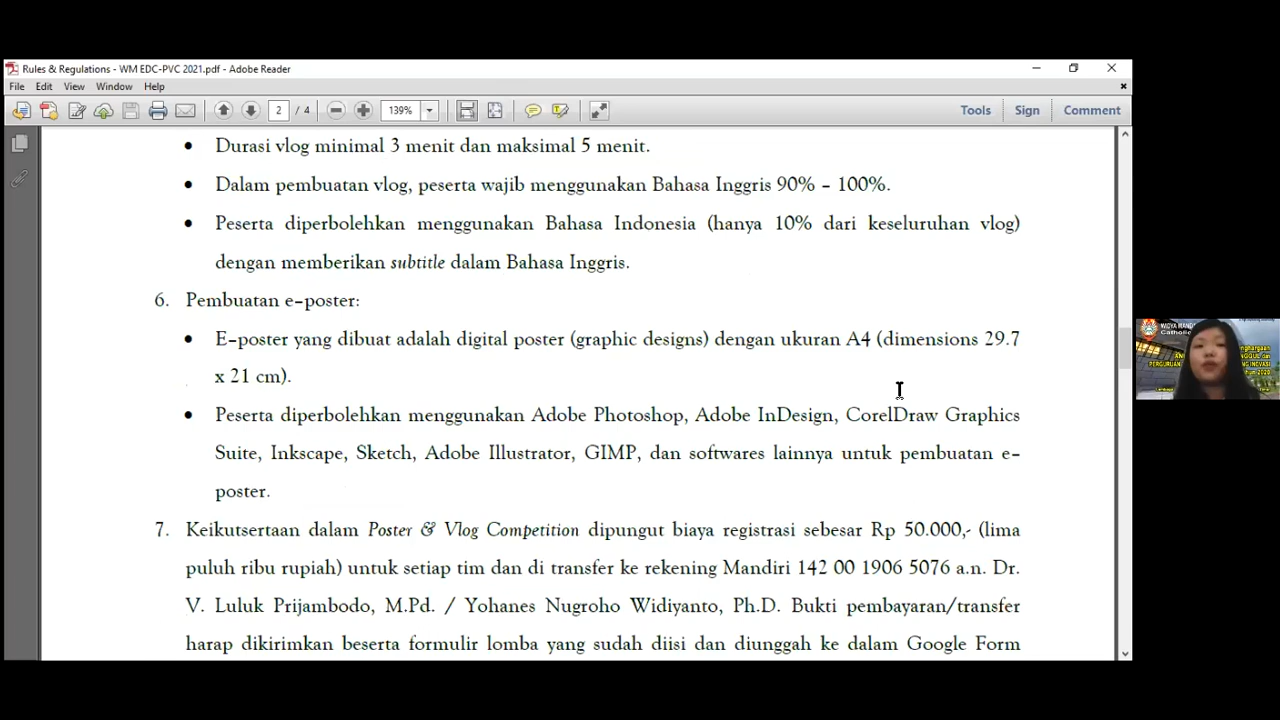 Rules & Regulations - WM EDC-PVC 2021.pdf - Adobe Reader
File Edit View Window Help
2 / 4 139% Tools Sign Comment
• Durasi vlog minimal 3 menit dan maksimal 5 menit.
• Dalam pembuatan vlog, peserta wajib menggunakan Bahasa Inggris 90% – 100%.
• Peserta diperbolehkan menggunakan Bahasa Indonesia (hanya 10% dari keseluruhan vlog)
dengan memberikan subtitle dalam Bahasa Inggris.
6. Pembuatan e-poster:
• E-poster yang dibuat adalah digital poster (graphic designs) dengan ukuran A4 (dimensions 29.7
x 21 cm).
• Peserta diperbolehkan menggunakan Adobe Photoshop, Adobe InDesign, CorelDraw Graphics
Suite, Inkscape, Sketch, Adobe Illustrator, GIMP, dan softwares lainnya untuk pembuatan e-
poster.
7. Keikutsertaan dalam Poster & Vlog Competition dipungut biaya registrasi sebesar Rp 50.000,- (lima
puluh ribu rupiah) untuk setiap tim dan di transfer ke rekening Mandiri 142 00 1906 5076 a.n. Dr.
V. Luluk Prijambodo, M.Pd. / Yohanes Nugroho Widiyanto, Ph.D. Bukti pembayaran/transfer
harap dikirimkan beserta formulir lomba yang sudah diisi dan diunggah ke dalam Google Form
Catholic